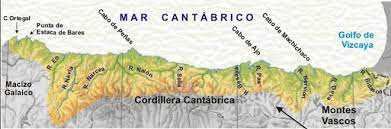 MAR CANTÁBRICO
C Ortegal
Punta de
Estaca de Bares
Cabo de Peñas
Cabo de Ajo
Cabo de Machichaco
Golfo de
Vizcaya
R. Eo
R. Navia
R. Narcea
R. Nalón
R. Sella
R. Pas
R. Nervión
R. Deva
Macizo
Galaico
Cordillera Cantábrica
Montes
Vascos